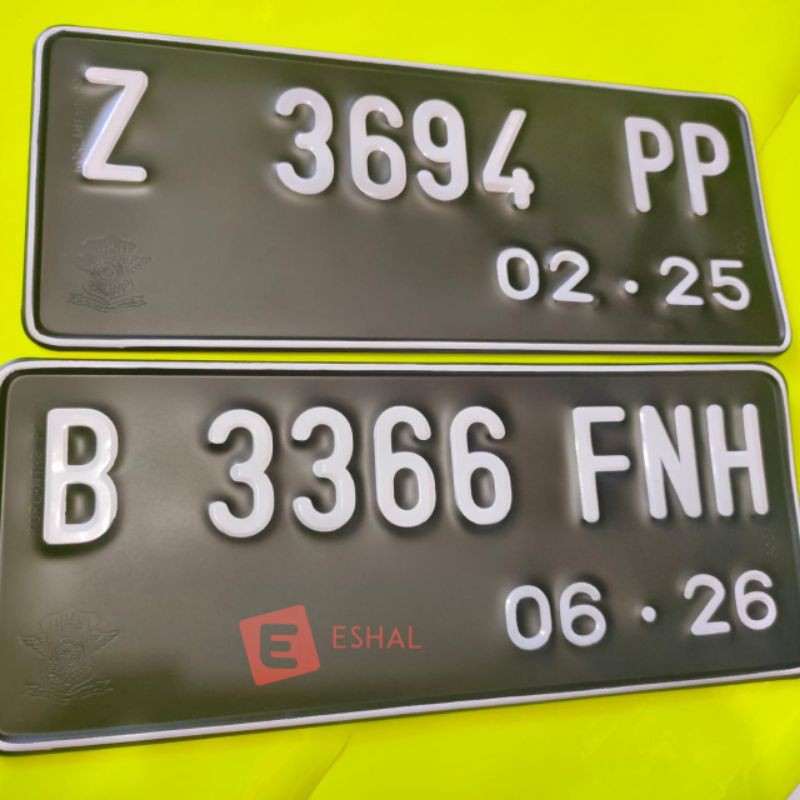 Z 3694 PP
02 · 25
B 3366 FNH
06 · 26
E ESHAL